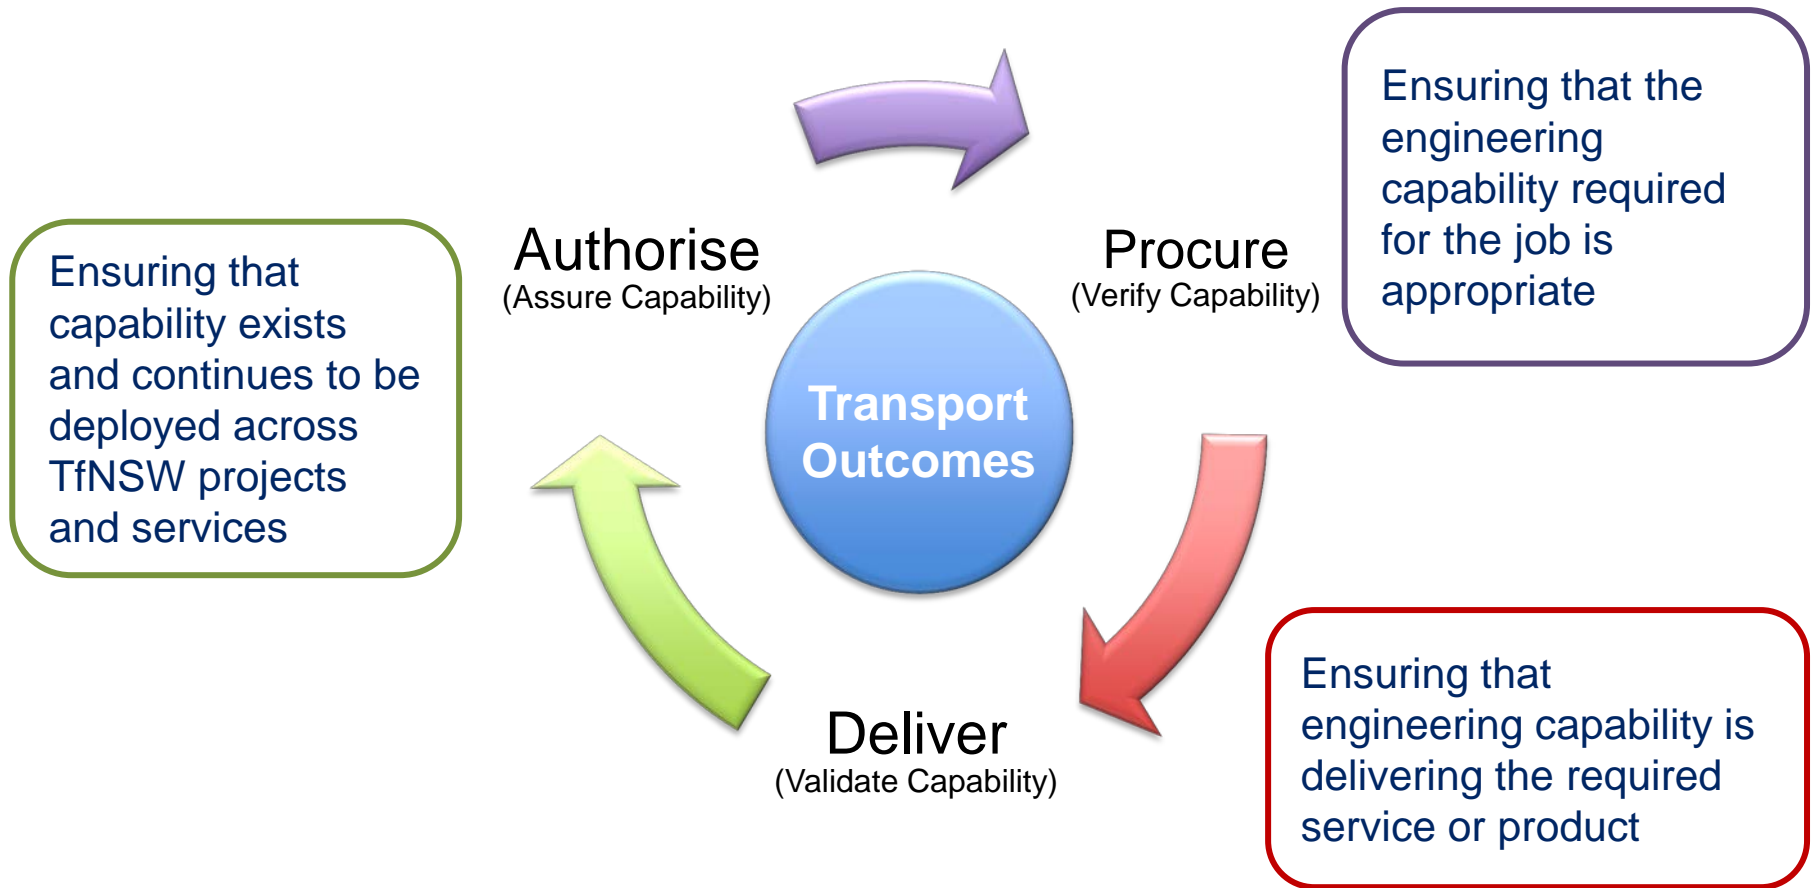 Ensuring that the
engineering
capability required
for the job is
appropriate
Authorise
(Assure Capability)
Procure
(Verify Capability)
Ensuring that
capability exists
and continues to be
deployed across
TfNSW projects
and services
Transport
Outcomes
Deliver
(Validate Capability)
Ensuring that
engineering capability is
delivering the required
service or product